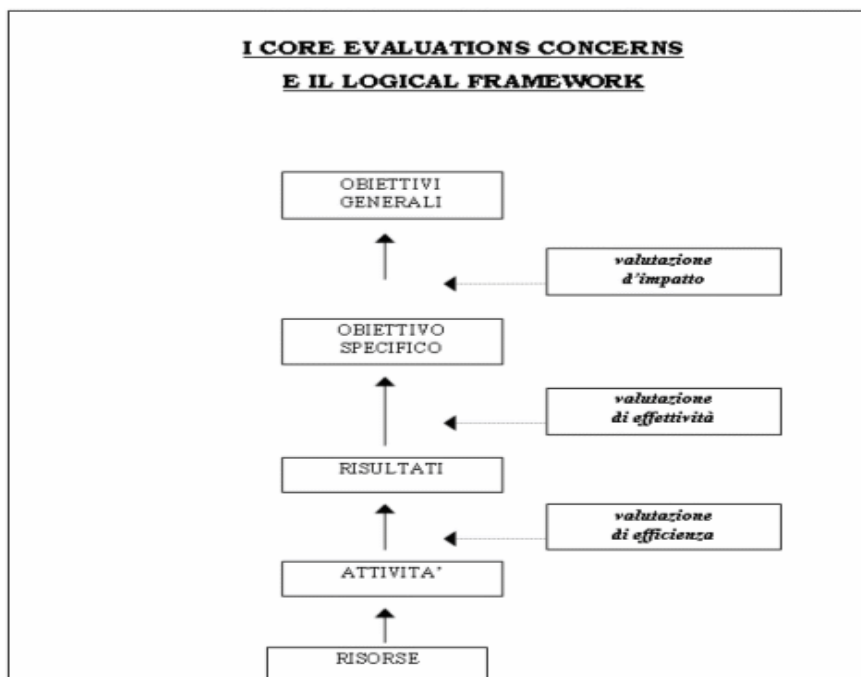 I CORE EVALUATIONS CONCERNS
E IL LOGICAL FRAMEWORK
OBIETTIVI
GENERALI
valutazione
d'impatto
OBIETTIVO
SPECIFICO
valutazione
di effettività
RISULTATI
valutazione
di efficienza
ATTIVITA'
RISORSE